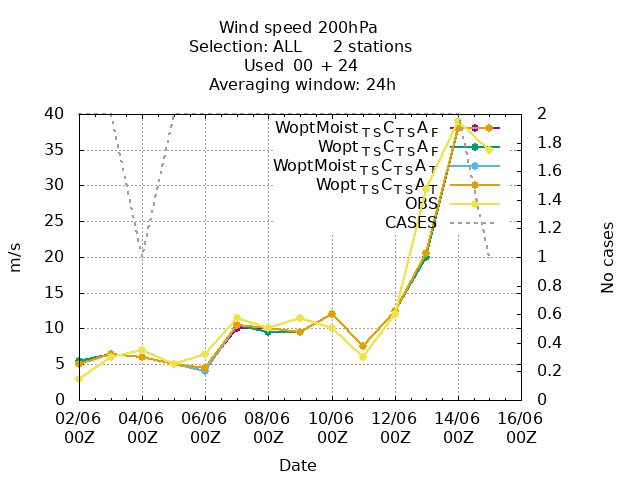 Wind speed 200hPa
Selection: ALL 2 stations
Used 00 + 24
Averaging window: 24h
40
35
30
25
20
15
10
5
0
m/s
2
1.8
1.6
1.4
1.2
1
0.8
0.6
0.4
0.2
0
No cases
WoptMoist TS C TS A F
Wopt TS C TS A F
WoptMoist TS C TS A T
Wopt TS C TS A T
OBS
CASES
02/06 04/06 06/06 08/06 10/06 12/06 14/06 16/06
00Z 00Z 00Z 00Z 00Z 00Z 00Z 00Z
Date